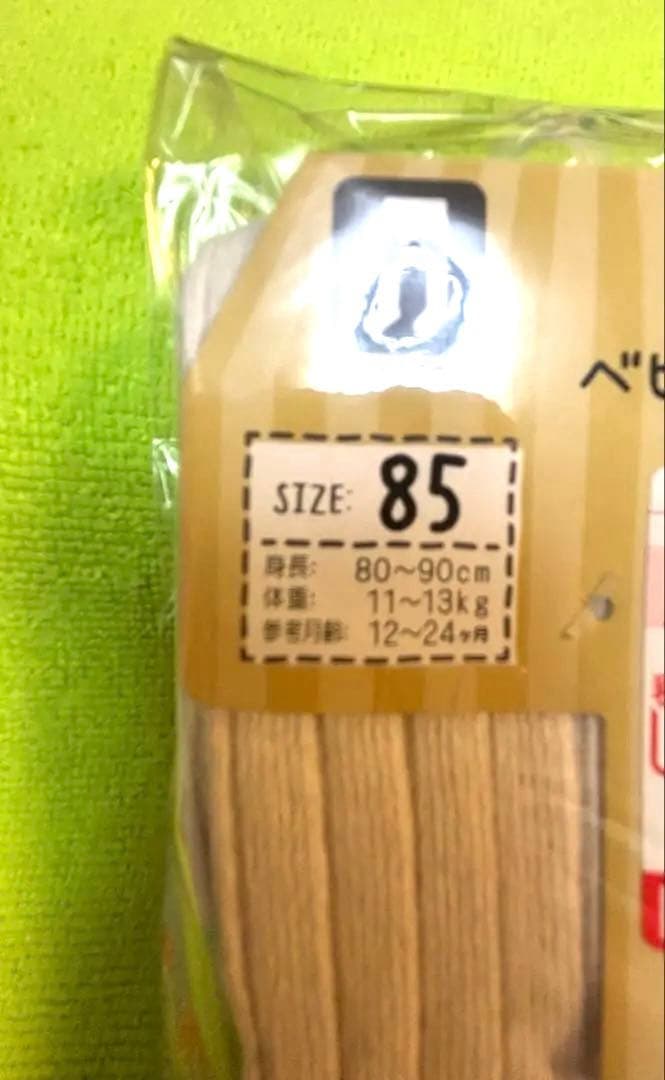 SIZE: 85
身長: 80〜90cm
体重: 11〜13kg
参考月齢: 12〜24ヶ月
ベビ